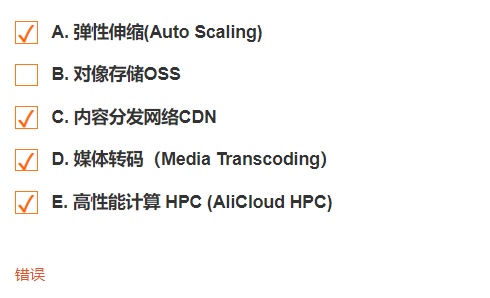 A. 弹性伸缩(Auto Scaling)
B. 对像存储OSS
C. 内容分发网络CDN
D. 媒体转码（Media Transcoding）
E. 高性能计算 HPC (AliCloud HPC)
错误